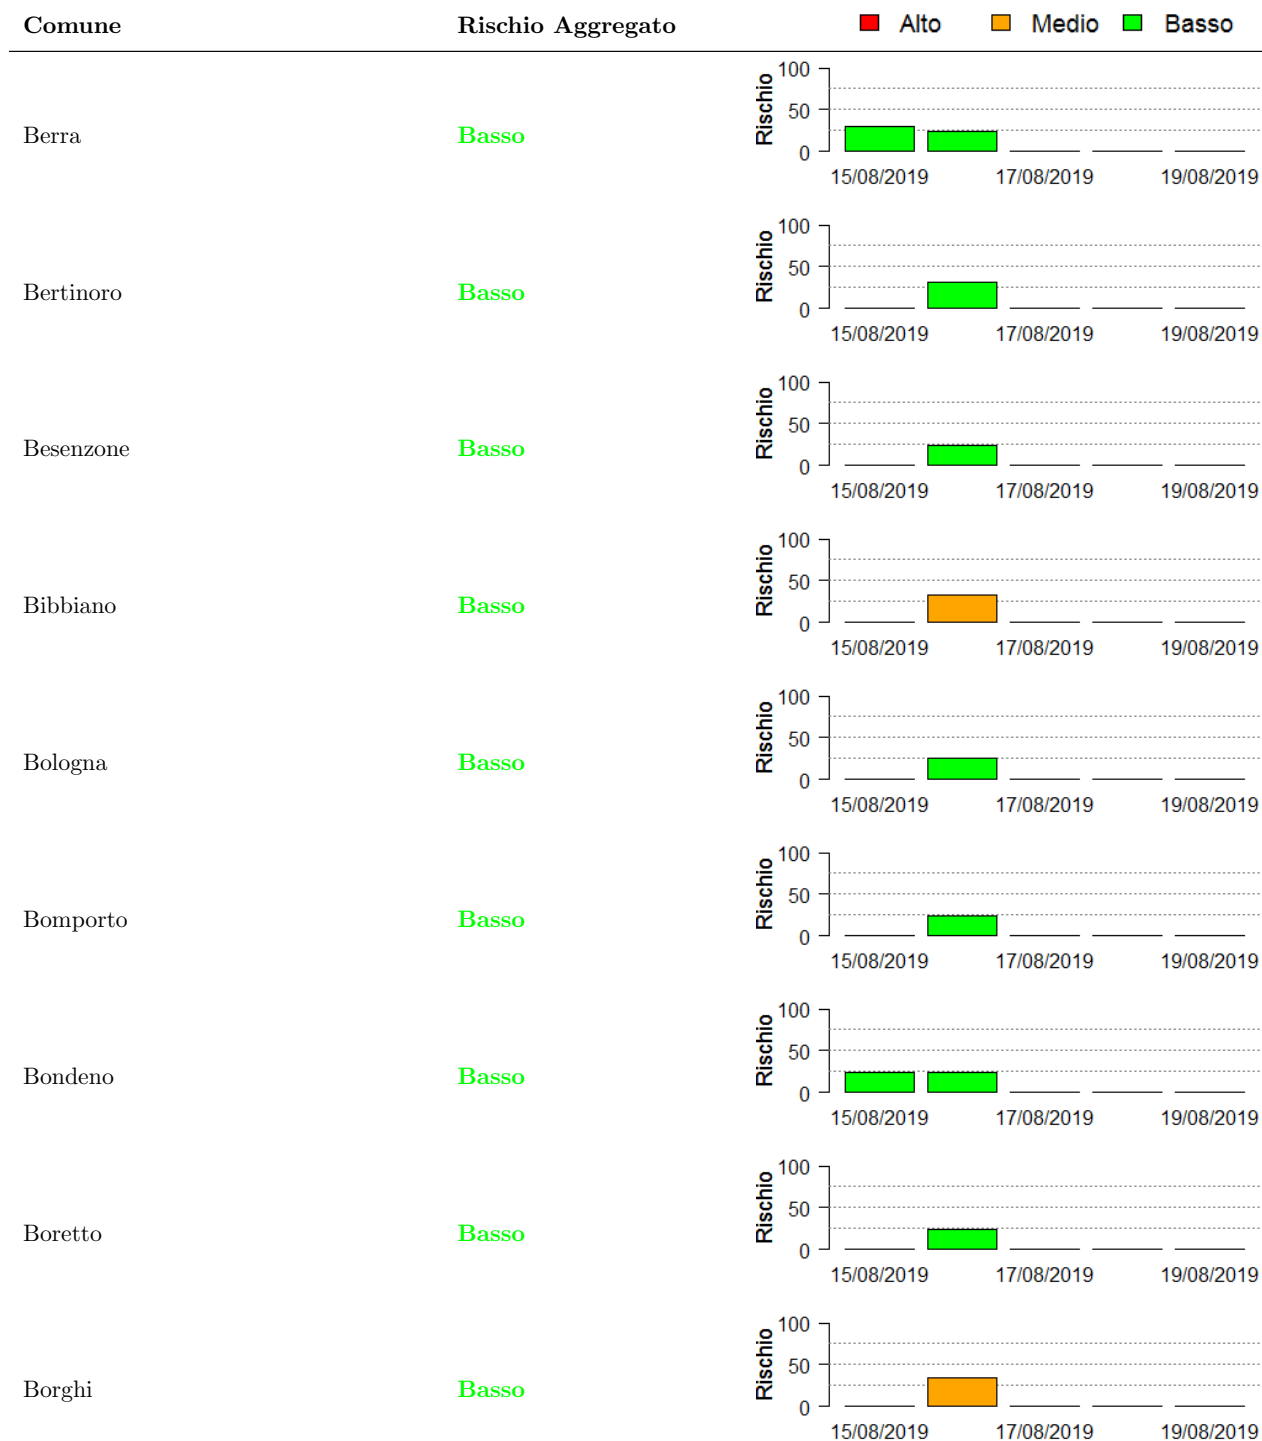 Comune Rischio Aggregato Alto Medio Basso
Berra Basso Rischio 100 50 0
15/08/2019 17/08/2019 19/08/2019
Bertinoro Basso Rischio 100 50 0
15/08/2019 17/08/2019 19/08/2019
Besenzone Basso Rischio 100 50 0
15/08/2019 17/08/2019 19/08/2019
Bibbiano Basso Rischio 100 50 0
15/08/2019 17/08/2019 19/08/2019
Bologna Basso Rischio 100 50 0
15/08/2019 17/08/2019 19/08/2019
Bomporto Basso Rischio 100 50 0
15/08/2019 17/08/2019 19/08/2019
Bondeno Basso Rischio 100 50 0
15/08/2019 17/08/2019 19/08/2019
Boretto Basso Rischio 100 50 0
15/08/2019 17/08/2019 19/08/2019
Borghi Basso Rischio 100 50 0
15/08/2019 17/08/2019 19/08/2019